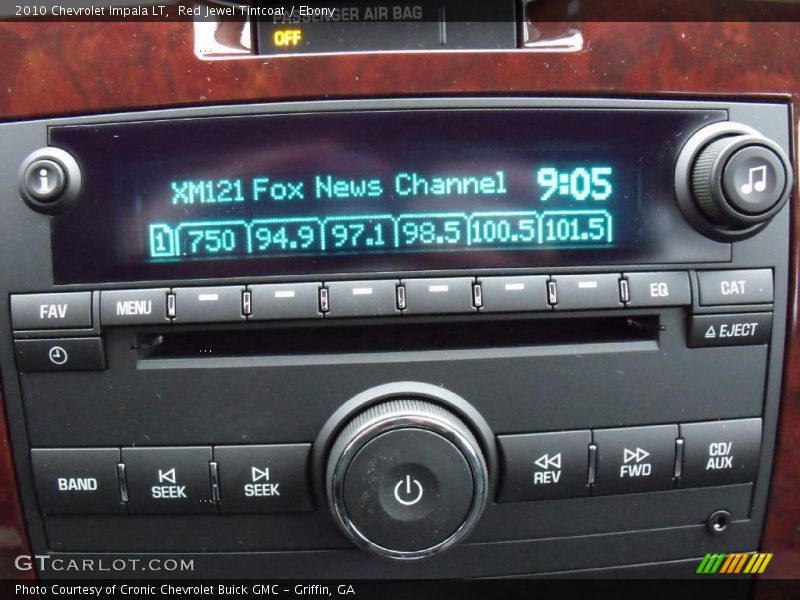 2010 Chevrolet Impala LT,  Red Jewel Tintcoat / Ebony
PASSENGER AIR BAG
OFF
i
XM121 Fox News Channel 9:05
1 750 94.9 97.1 98.5 100.5 101.5
FAV MENU EQ CAT
EJECT
BAND SEEK SEEK REV FWD CD/
AUX
GTCARLOT.COM
Photo Courtesy of Cronic Chevrolet Buick GMC - Griffin, GA